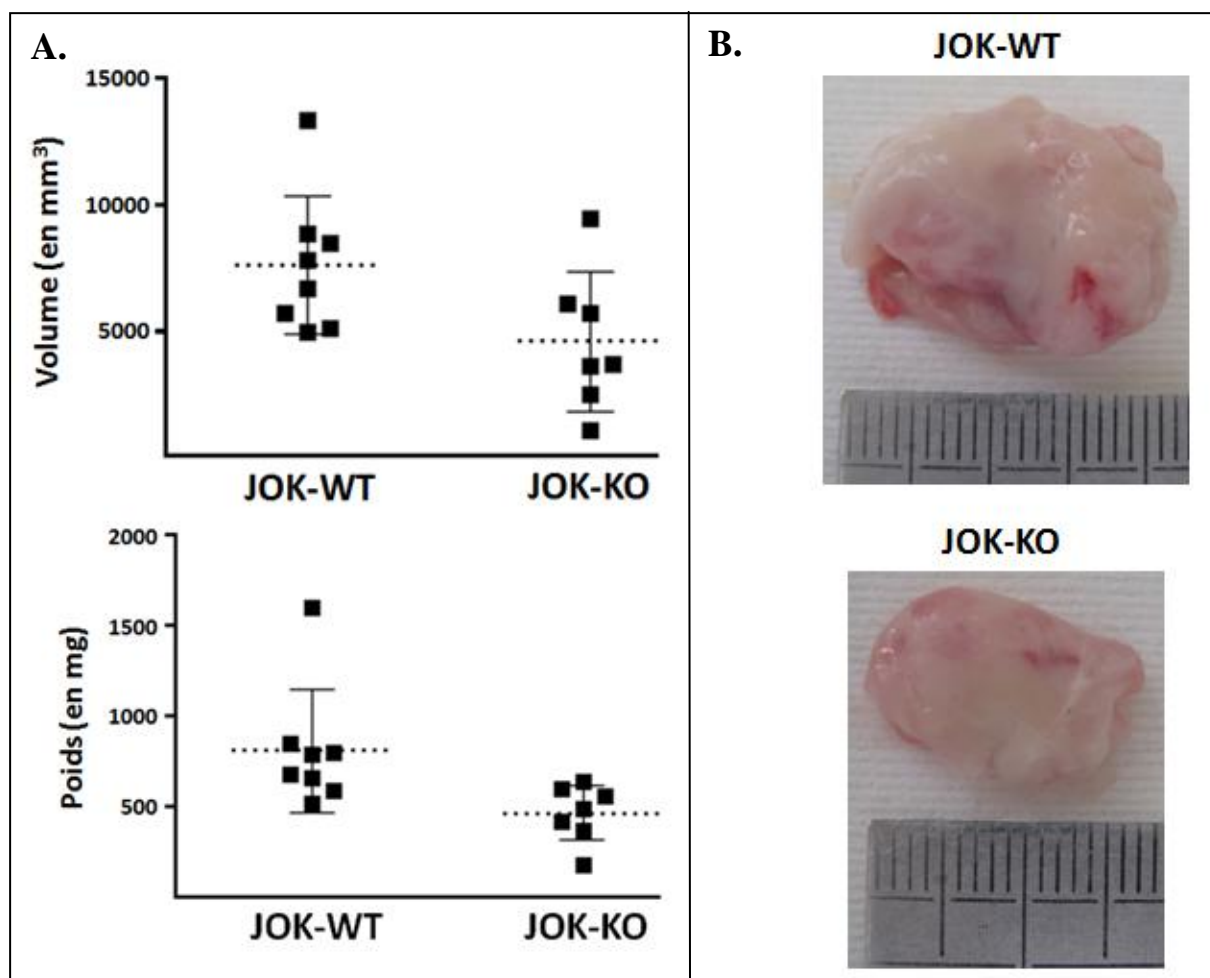 A.
15000
10000
5000
Volume (en mm³)
JOK-WT JOK-KO
2000
1500
1000
500
Poids (en mg)
JOK-WT JOK-KO
B.
JOK-WT
JOK-KO